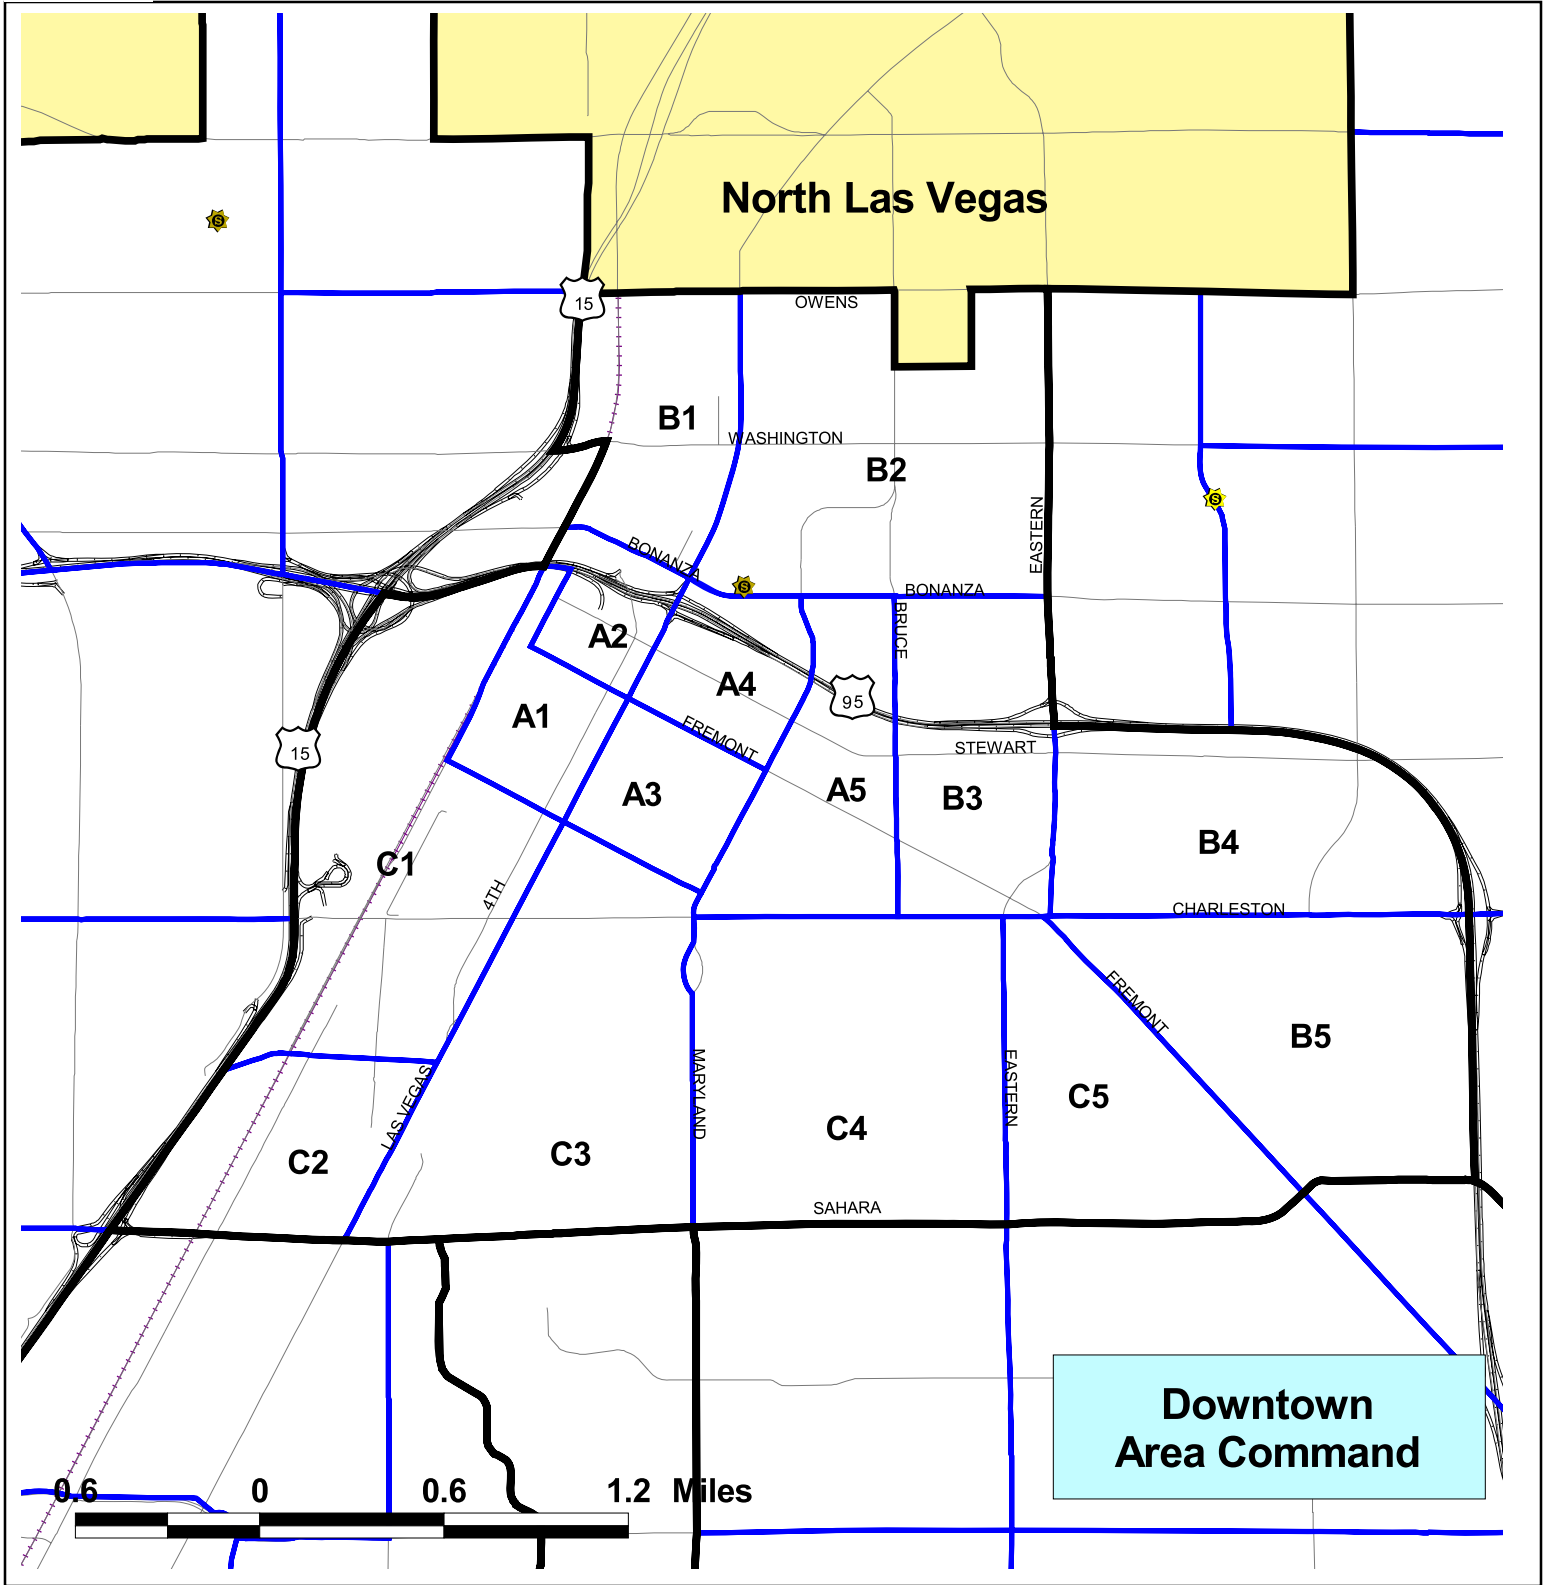 North Las Vegas
S
15
OWENS
B1
WASHINGTON
B2
S
EASTERN
BONANZA
S
BONANZA
BRUCE
A2
A4
95
A1
FREMONT
STEWART
15
A3
A5
B3
B4
C1
4TH
CHARLESTON
FREMONT
B5
LAS VEGAS
MARYLAND
EASTERN
C5
C4
C3
C2
SAHARA
Downtown
Area Command
0.6 0 0.6 1.2 Miles